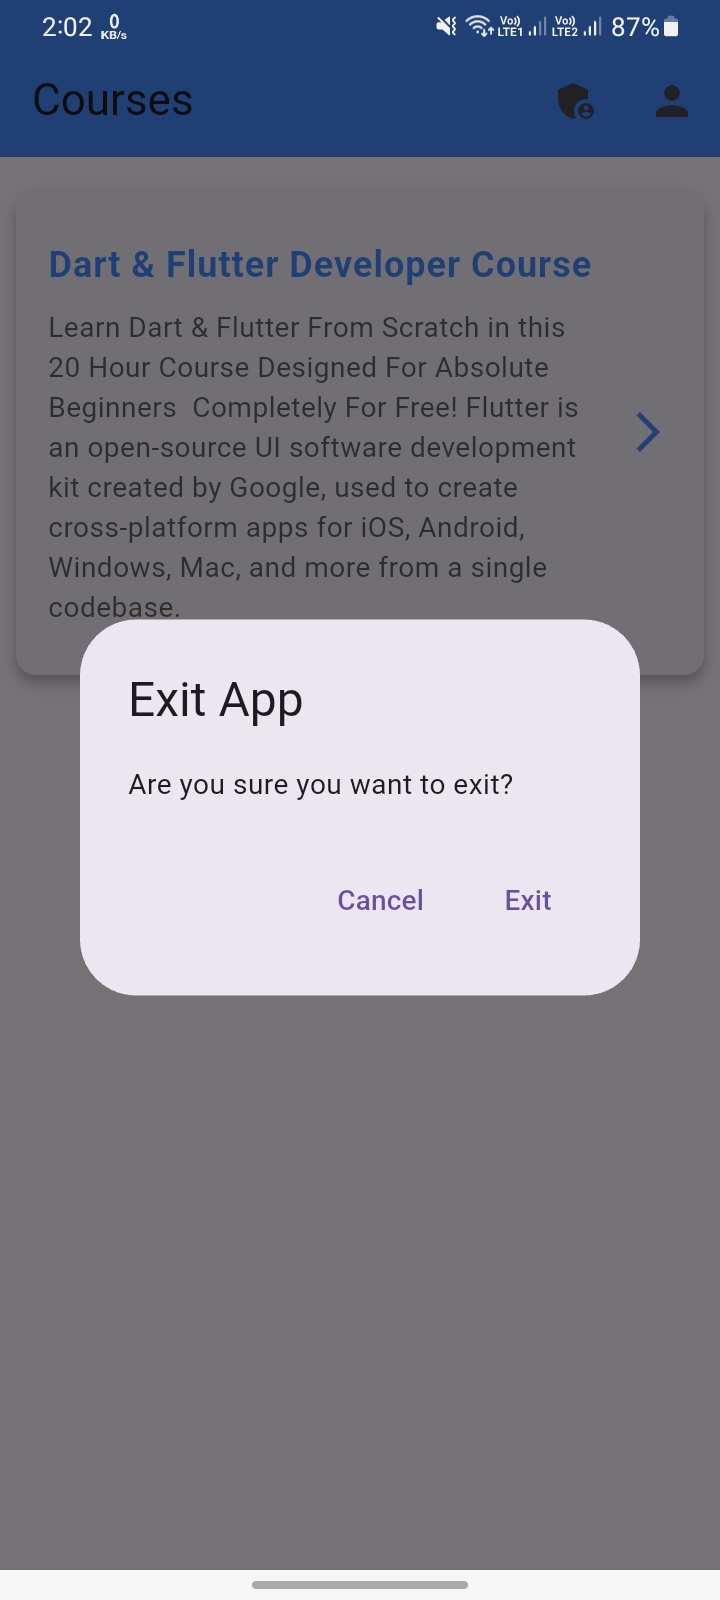 2:02 0 KB/s Vo)) LTE1 Vo)) LTE2 87%
Courses
Dart & Flutter Developer Course
Learn Dart & Flutter From Scratch in this
20 Hour Course Designed For Absolute
Beginners  Completely For Free! Flutter is
an open-source UI software development
kit created by Google, used to create
cross-platform apps for iOS, Android,
Windows, Mac, and more from a single
codebase.
Exit App
Are you sure you want to exit?
Cancel Exit